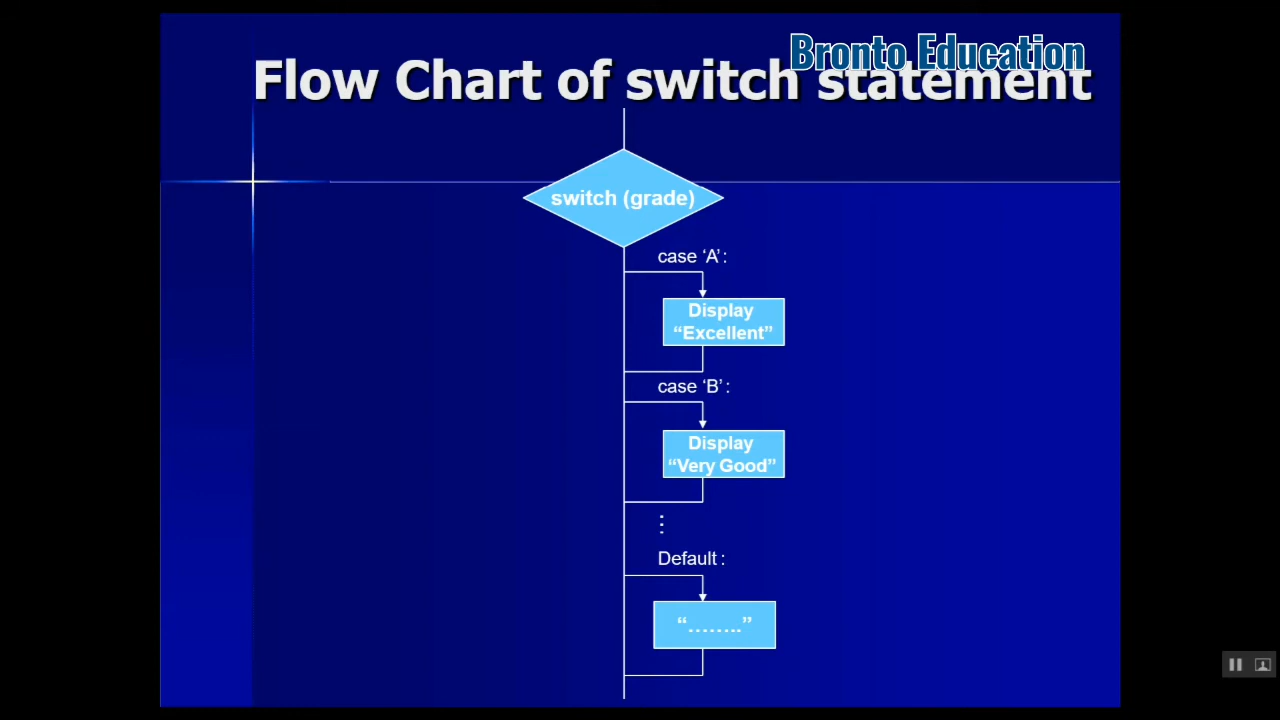 Bronto Education
Flow Chart of switch statement
switch (grade)
case ‘A’ :
Display
“Excellent”
case ‘B’ :
Display
“Very Good”
⋮
Default :
“……..”